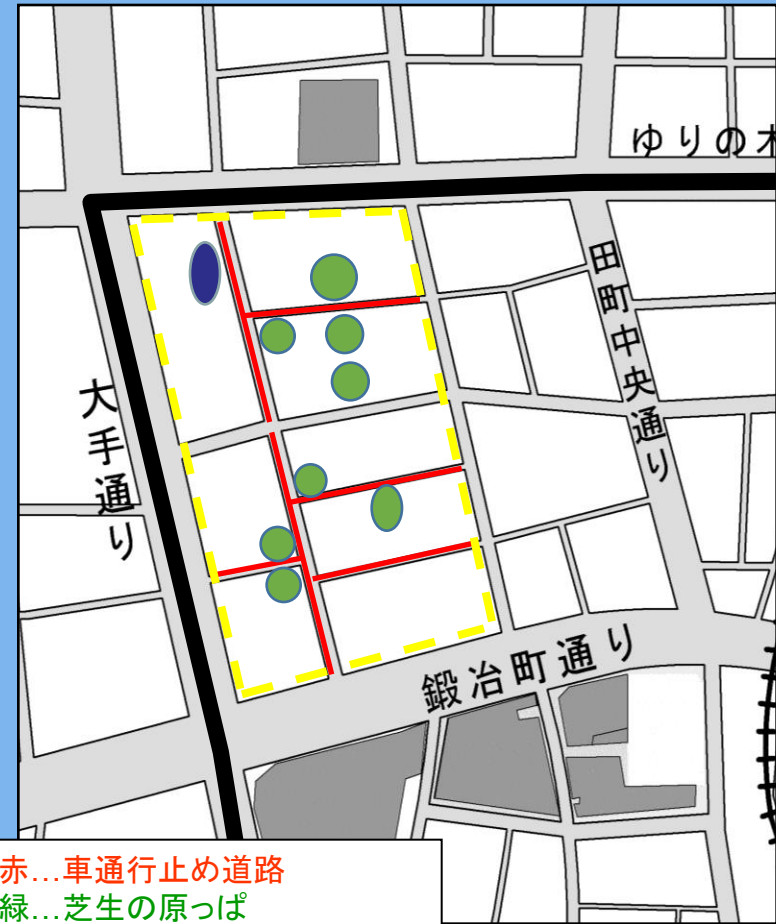 ゆりの木
田町中央通り
大手通り
鍛冶町通り
赤…車通行止め道路
緑…芝生の原っぱ